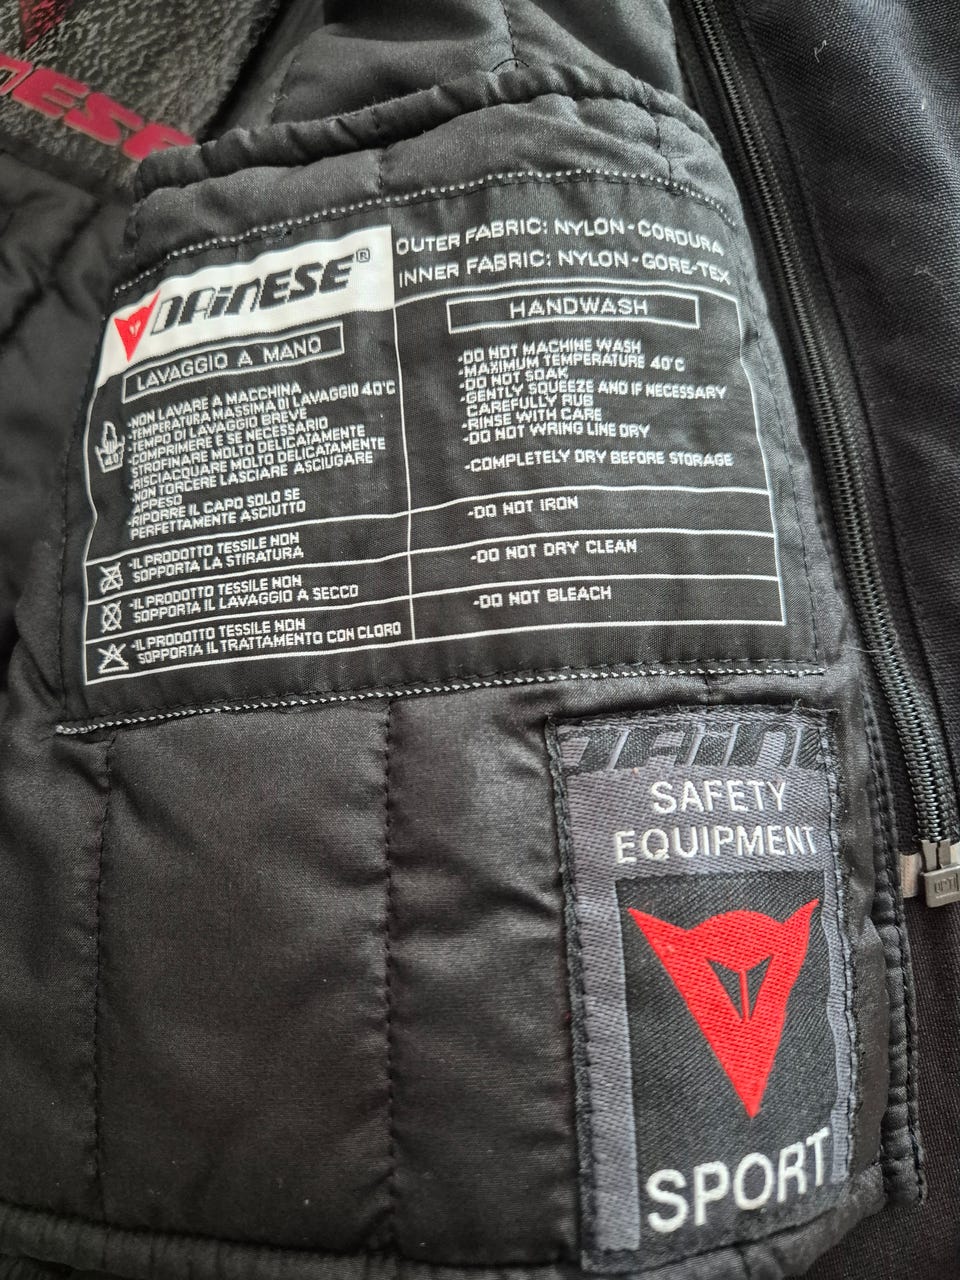 DAINESE®
OUTER FABRIC: NYLON-CORDURA
INNER FABRIC: NYLON-GORE-TEX
LAVAGGIO A MANO
-NON LAVARE A MACCHINA
-TEMPERATURA MASSIMA DI LAVAGGIO 40°C
-TEMPO DI LAVAGGIO BREVE
-COMPRIMERE E SE NECESSARIO
STROFINARE MOLTO DELICATAMENTE
-RISCIACQUARE MOLTO DELICATAMENTE
-NON TORCERE LASCIARE ASCIUGARE
APPESO
-RIPORRE IL CAPO SOLO SE
PERFETTAMENTE ASCIUTTO
-IL PRODOTTO TESSILE NON
SOPPORTA LA STIRATURA
-IL PRODOTTO TESSILE NON
SOPPORTA IL LAVAGGIO A SECCO
-IL PRODOTTO TESSILE NON
SOPPORTA IL TRATTAMENTO CON CLORO
HANDWASH
-DO NOT MACHINE WASH
-MAXIMUM TEMPERATURE 40°C
-DO NOT SOAK
-GENTLY SQUEEZE AND IF NECESSARY
CAREFULLY RUB
-RINSE WITH CARE
-DO NOT WRING LINE DRY
-COMPLETELY DRY BEFORE STORAGE
-DO NOT IRON
-DO NOT DRY CLEAN
-DO NOT BLEACH
SAFETY
EQUIPMENT
SPORT